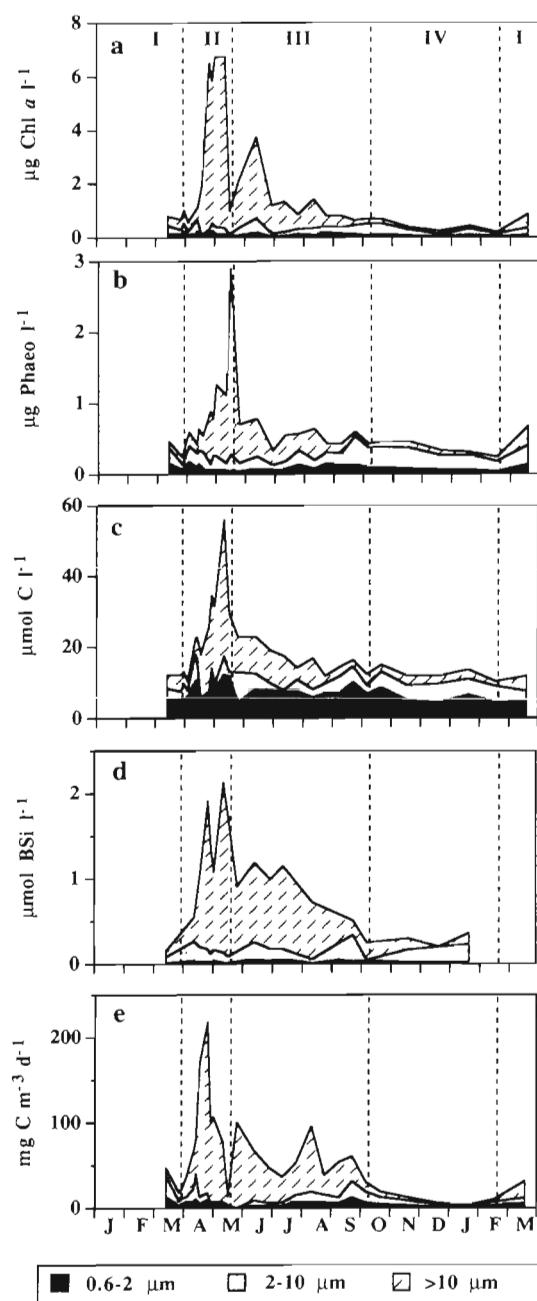 8
6
4
2
0
µg Chl a l-1
a
I
II
III
IV
I
3
2
1
0
µg Phaeo l-1
b
60
40
20
0
µmol C l-1
c
2
1
0
µmol BSi l-1
d
200
100
0
mg C m-3 d-1
e
J F M A M J J A S O N D J F M
0.6-2 µm
2-10 µm
>10 µm